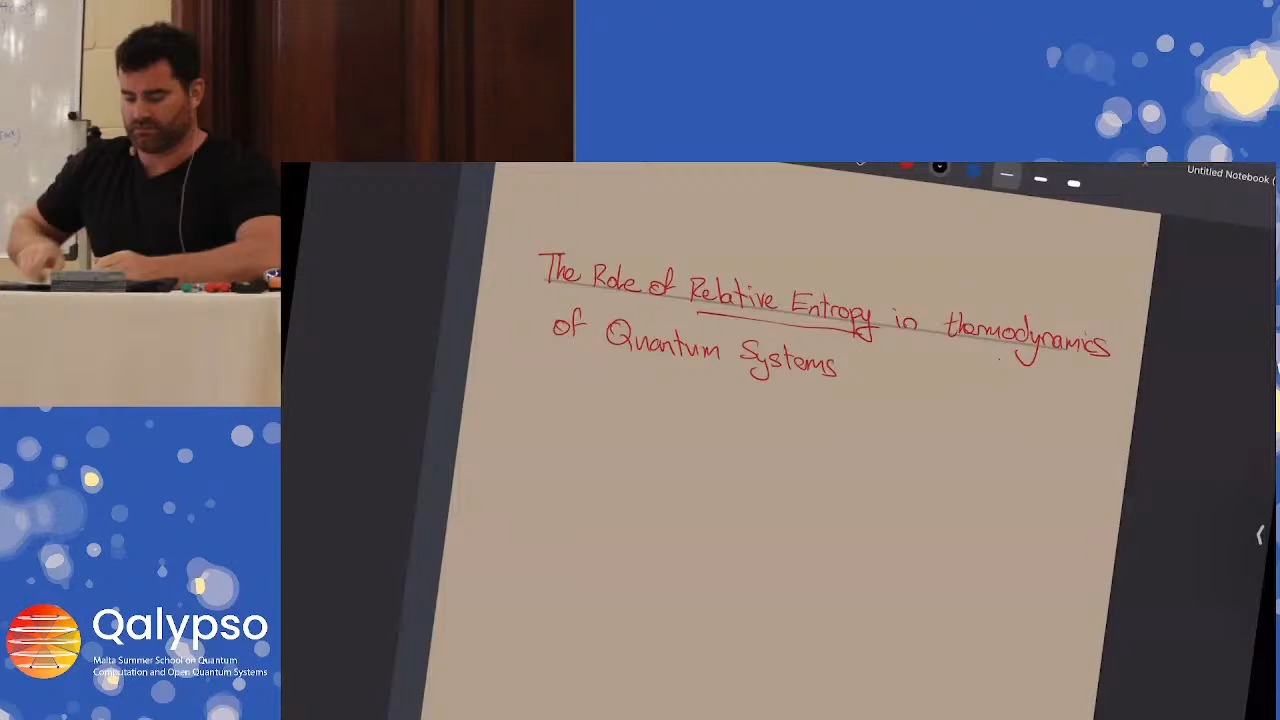 Untitled Notebook (
The Role of Relative Entropy in thermodynamics
of Quantum Systems
Qalypso
Malta Summer School on Quantum
Computation and Open Quantum Systems